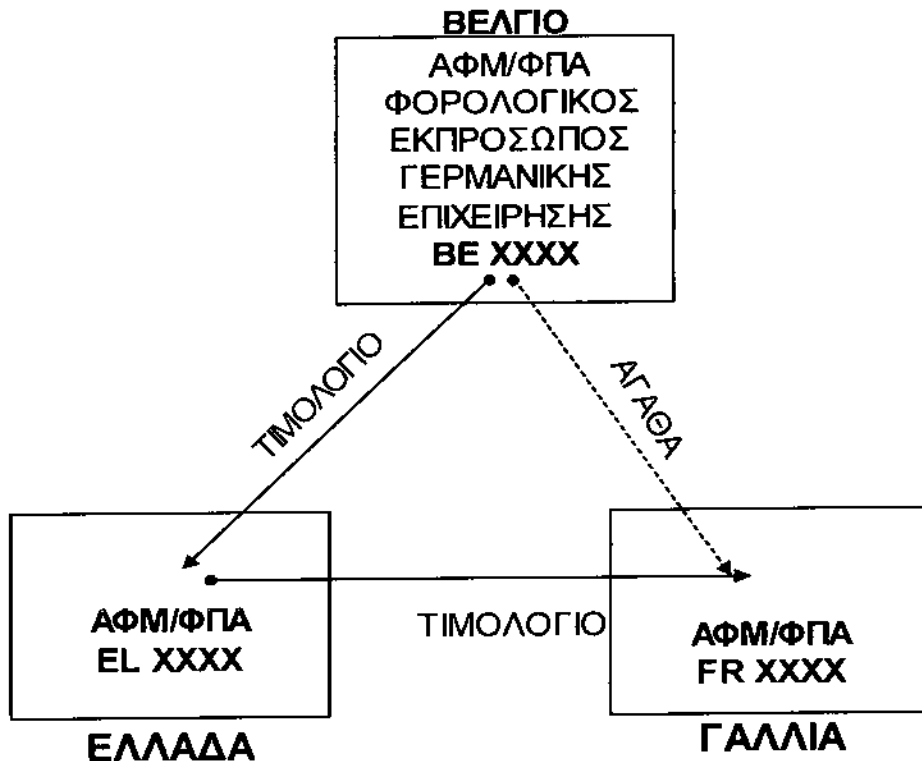 ΒΕΛΓΙΟ
ΑΦΜ/ΦΠΑ
ΦΟΡΟΛΟΓΙΚΟΣ
ΕΚΠΡΟΣΩΠΟΣ
ΓΕΡΜΑΝΙΚΗΣ
ΕΠΙΧΕΙΡΗΣΗΣ
BE XXXX
ΤΙΜΟΛΟΓΙΟ
ΑΓΑΘΑ
ΤΙΜΟΛΟΓΙΟ
ΑΦΜ/ΦΠΑ
EL XXXX
ΕΛΛΑΔΑ
ΑΦΜ/ΦΠΑ
FR XXXX
ΓΑΛΛΙΑ